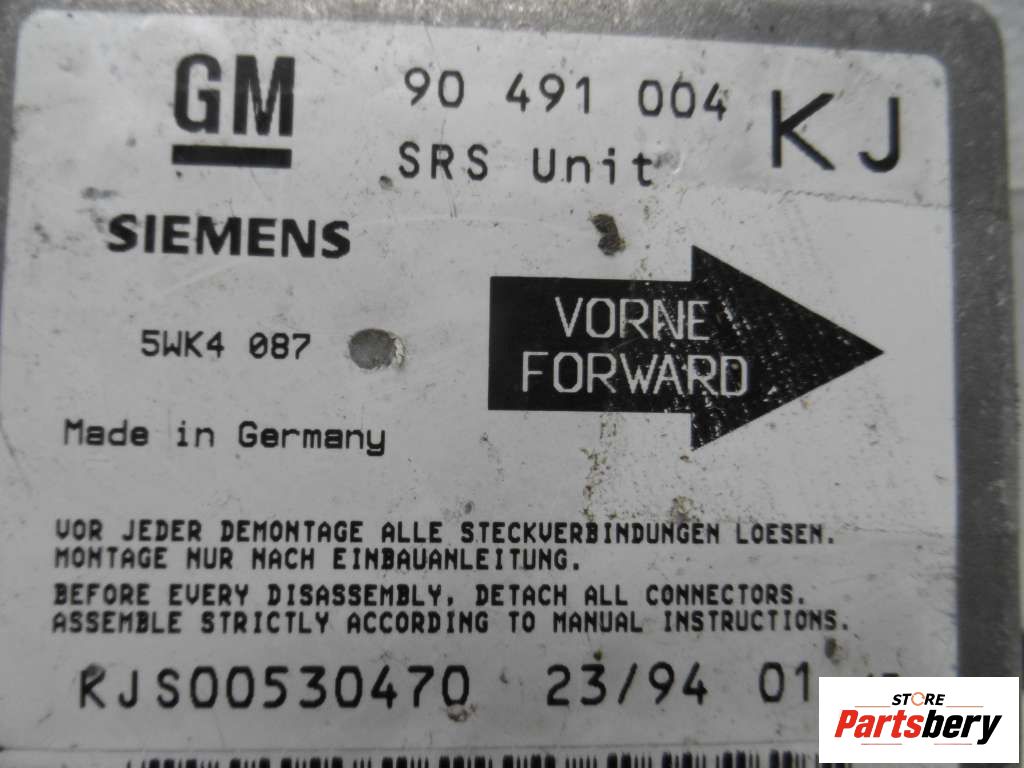 GM 90 491 004 KJ
SRS Unit
SIEMENS
VORNE
FORWARD
5WK4 087
Made in Germany
VOR JEDER DEMONTAGE ALLE STECKVERBINDUNGEN LOESEN.
MONTAGE NUR NACH EINBAUANLEITUNG.
BEFORE EVERY DISASSEMBLY, DETACH ALL CONNECTORS.
ASSEMBLE STRICTLY ACCORDING TO MANUAL INSTRUCTIONS.
KJS00530470 23/94 01
STORE
Partsbery